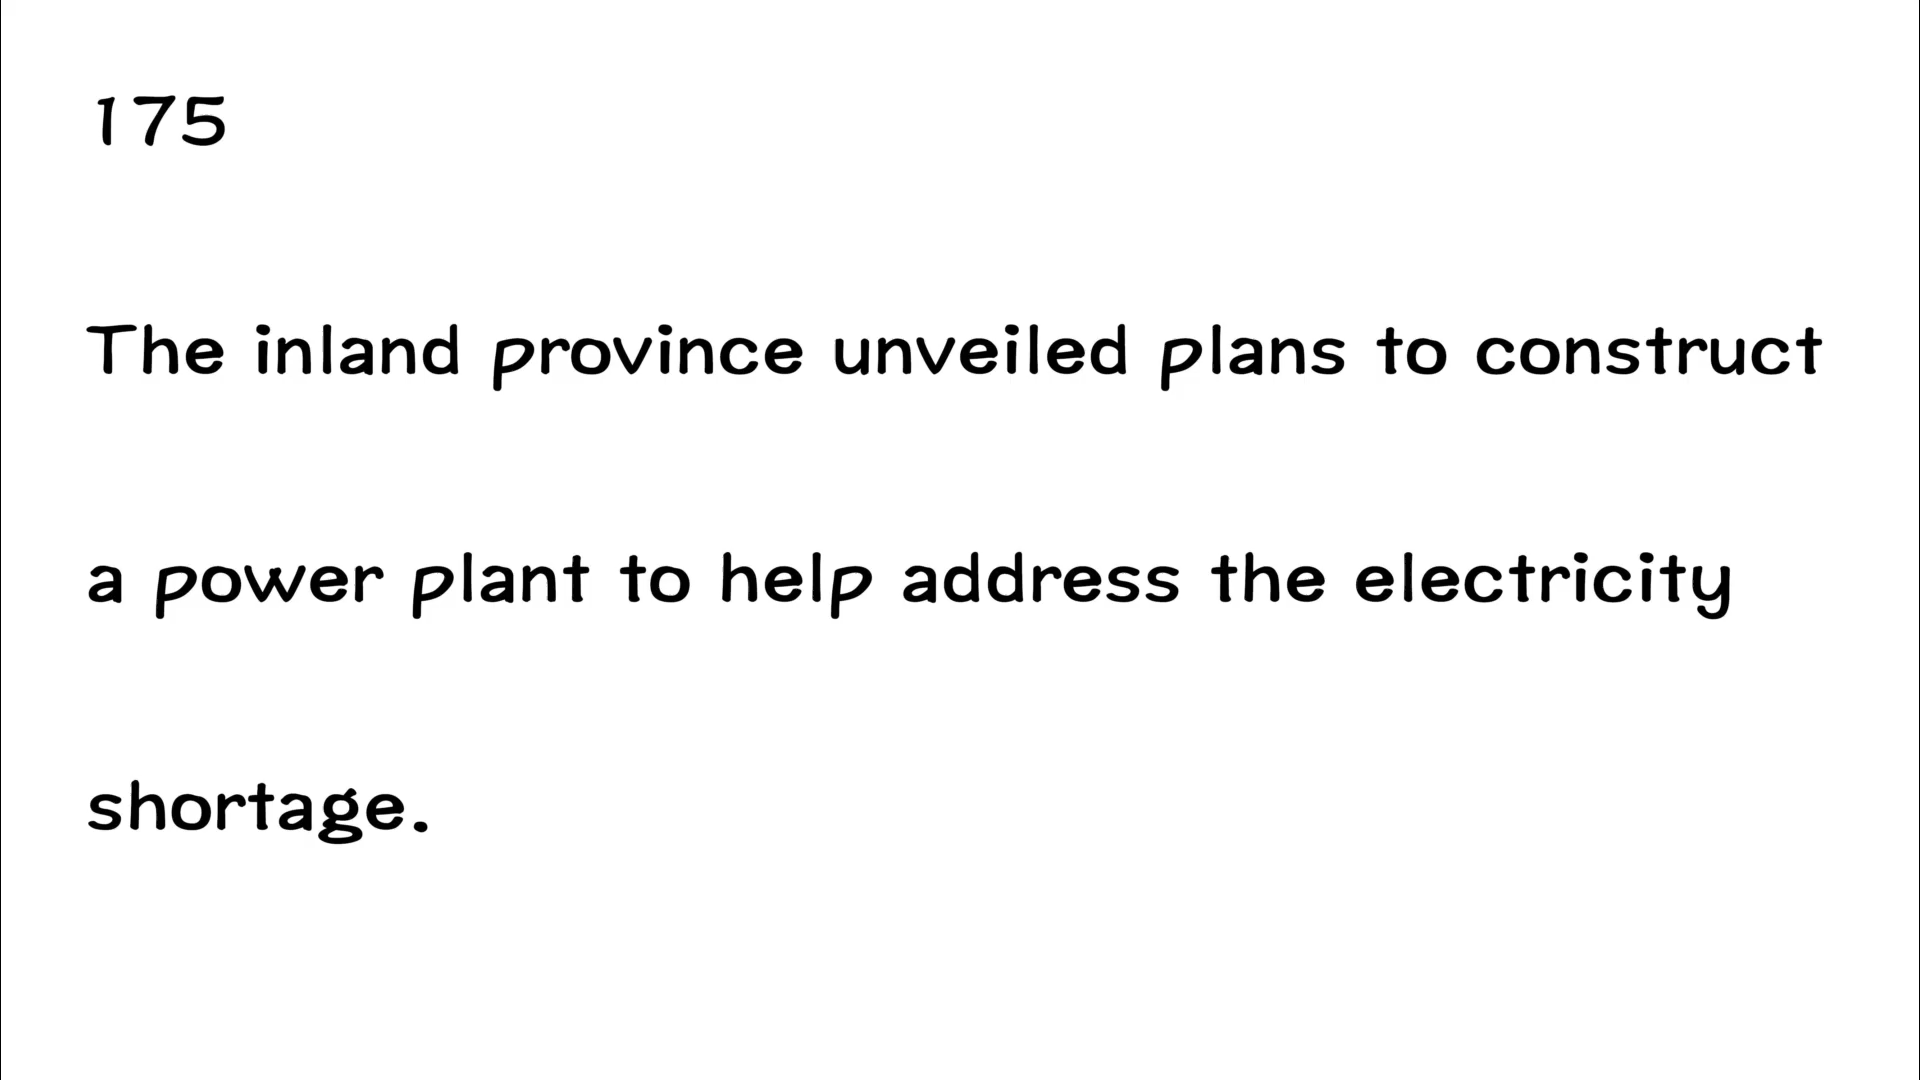 175
The inland province unveiled plans to construct
a power plant to help address the electricity
shortage.